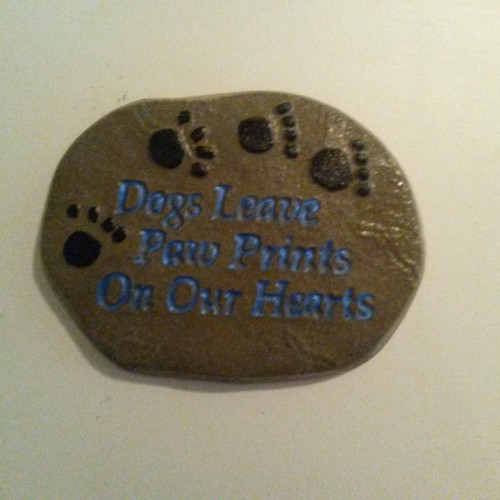 Dogs Leave
Paw Prints
On Our Hearts